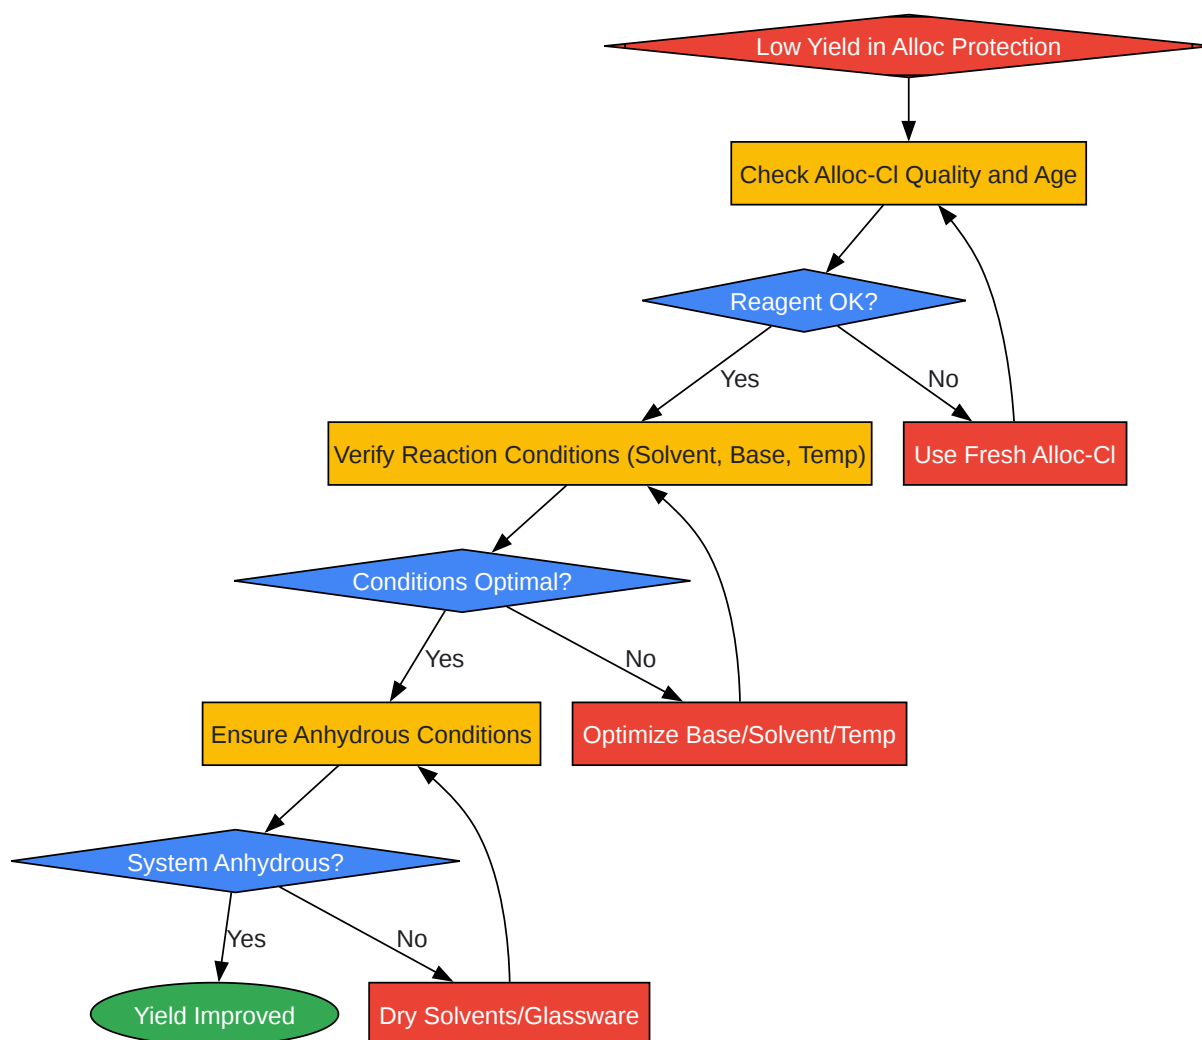 Low Yield in Alloc Protection
Check Alloc-Cl Quality and Age
Reagent OK?
Yes
No
Verify Reaction Conditions (Solvent, Base, Temp)
Use Fresh Alloc-Cl
Conditions Optimal?
Yes
No
Ensure Anhydrous Conditions
Optimize Base/Solvent/Temp
System Anhydrous?
Yes
No
Yield Improved
Dry Solvents/Glassware